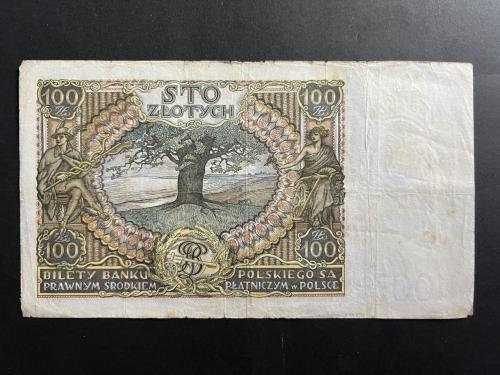 100 STO 100
ZŁOTYCH
100 100
BILETY BANKU POLSKIEGO SĄ
PRAWNYM ŚRODKIEM PŁATNICZYM W POLSCE